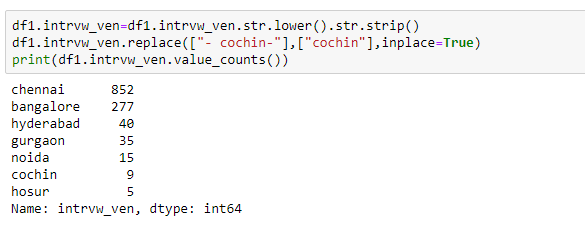 df1.intrvw_ven=df1.intrvw_ven.str.lower().str.strip()
df1.intrvw_ven.replace(["- cochin-"],["cochin"],inplace=True)
print(df1.intrvw_ven.value_counts())
chennai 852
bangalore 277
hyderabad 40
gurgaon 35
noida 15
cochin 9
hosur 5
Name: intrvw_ven, dtype: int64